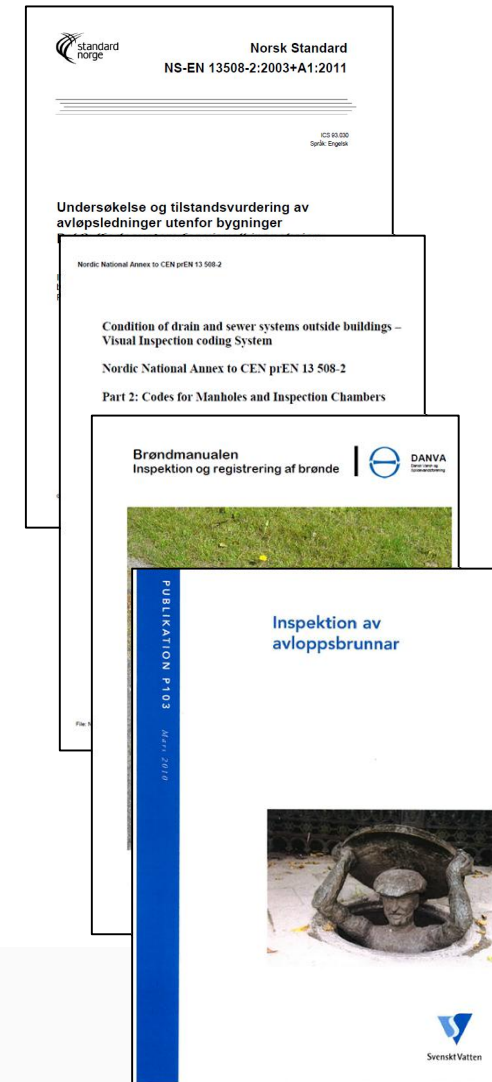 standard
norge
Norsk Standard
NS-EN 13508-2:2003+A1:2011
ICS 93.030
Språk: Engelsk
Undersøkelse og tilstandsvurdering av
avløpsledninger utenfor bygninger
Nordic National Annex to CEN prEN 13 508-2
Condition of drain and sewer systems outside buildings –
Visual Inspection coding System
Nordic National Annex to CEN prEN 13 508-2
Part 2: Codes for Manholes and Inspection Chambers
File: N
Brøndmanualen
Inspektion og registrering af brønde
DANVA
PUBLIKATION P103
Mars 2010
Inspektion av
avloppsbrunnar
Svenskt Vatten